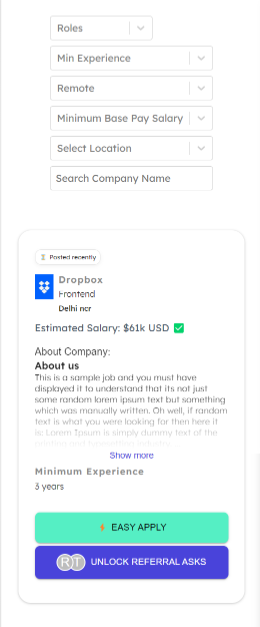 Roles
Min Experience
Remote
Minimum Base Pay Salary
Select Location
Search Company Name
⏳ Posted recently
Dropbox
Frontend
Delhi ncr
Estimated Salary: $61k USD ✅
About Company:
About us
This is a sample job and you must have
displayed it to understand that its not just
some random lorem ipsum text but something
which was manually written. Oh well, if random
text is what you were looking for then here it
is: Lorem Ipsum is simply dummy text of the
printing and typesetting industry.
Show more
Minimum Experience
3 years
⚡ EASY APPLY
R T UNLOCK REFERRAL ASKS